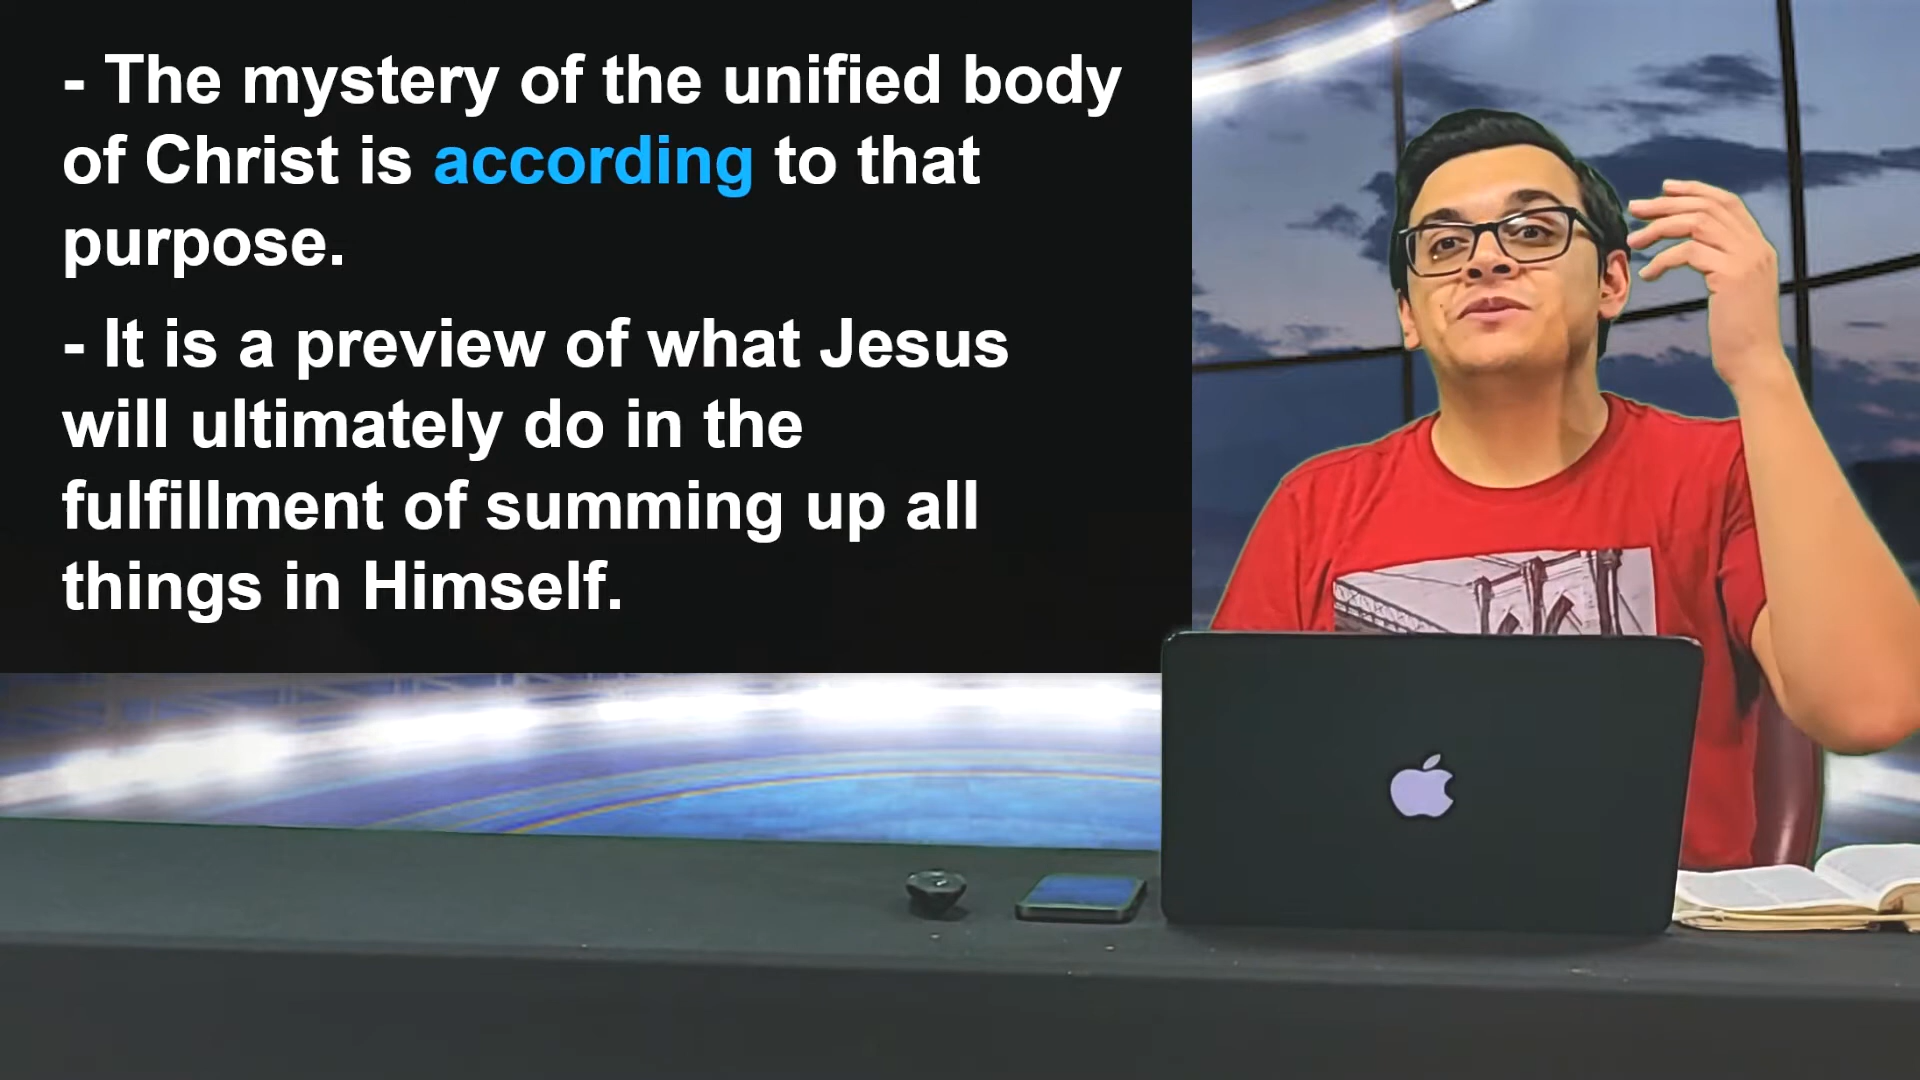 - The mystery of the unified body
of Christ is according to that
purpose.
- It is a preview of what Jesus
will ultimately do in the
fulfillment of summing up all
things in Himself.